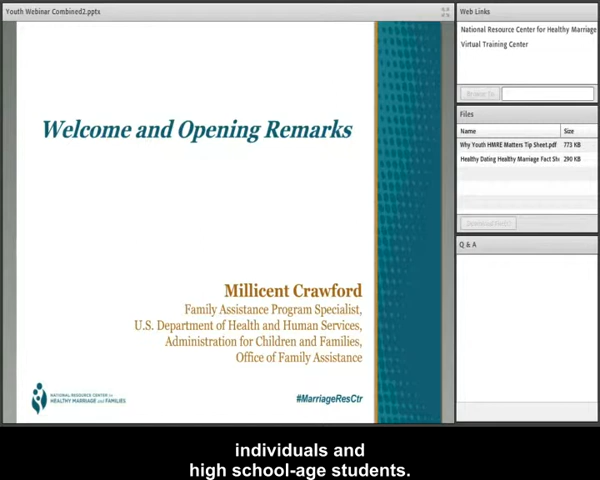 Youth Webinar Combined2.pptx
Welcome and Opening Remarks
Millicent Crawford
Family Assistance Program Specialist,
U.S. Department of Health and Human Services,
Administration for Children and Families,
Office of Family Assistance
NATIONAL RESOURCE CENTER for
HEALTHY MARRIAGE and FAMILIES
#MarriageResCtr
Web Links
National Resource Center for Healthy Marriage
Virtual Training Center
Browse To
Files
Name Size
Why Youth HMRE Matters Tip Sheet.pdf 773 KB
Healthy Dating Healthy Marriage Fact She 290 KB
Q & A
individuals and
high school-age students.